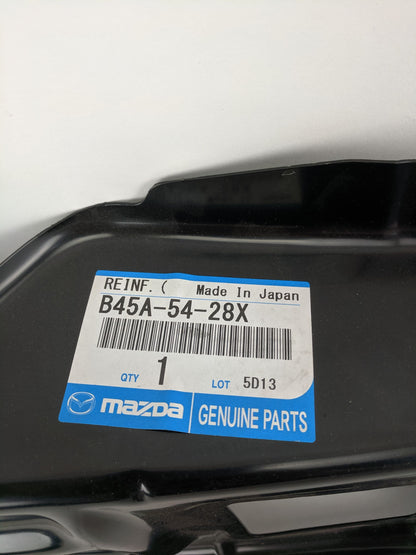 REINF. ( Made In Japan
B45A-54-28X
QTY 1 LOT 5D13
mazda GENUINE PARTS